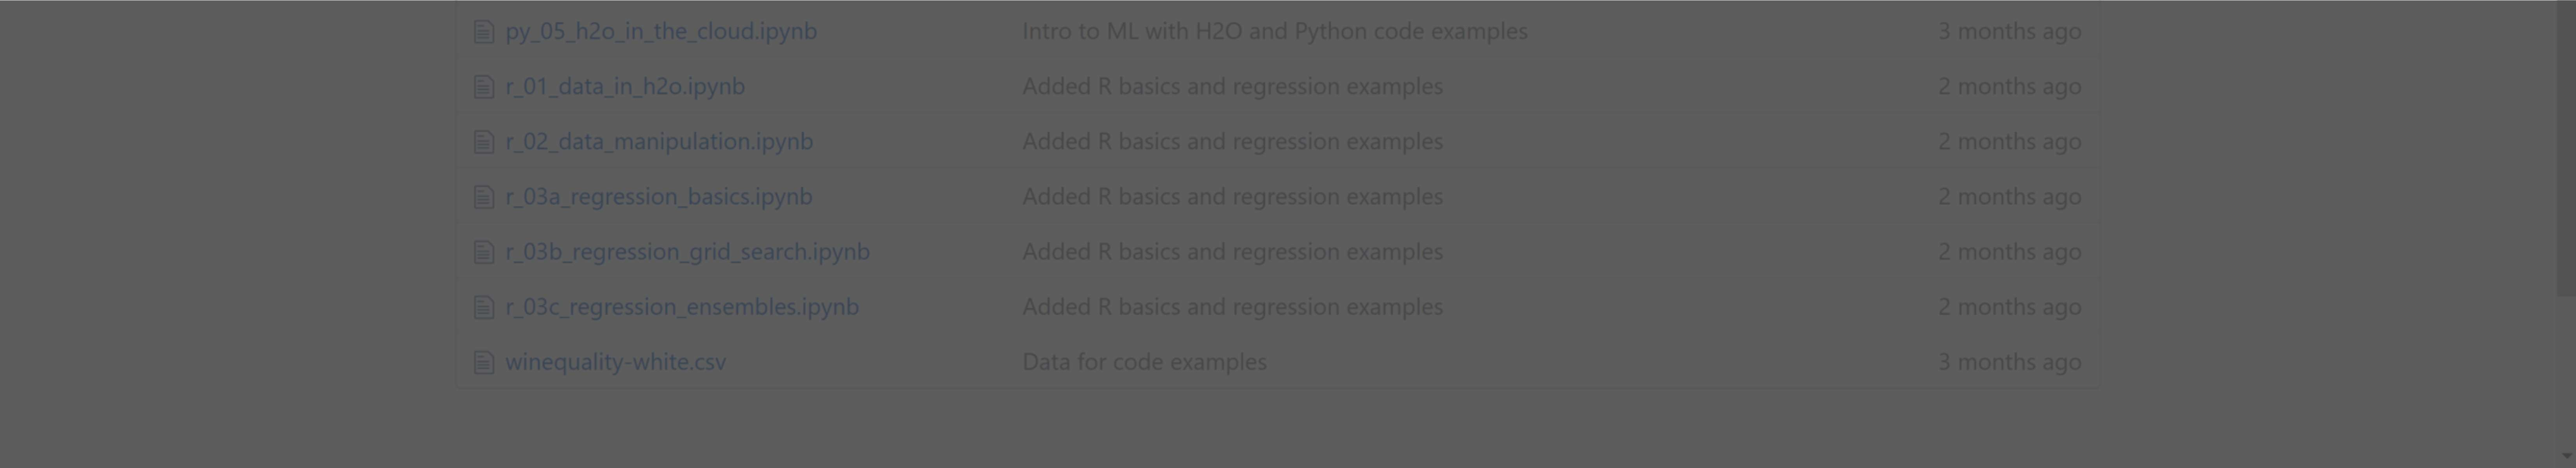 py_05_h2o_in_the_cloud.ipynb Intro to ML with H2O and Python code examples 3 months ago
r_01_data_in_h2o.ipynb Added R basics and regression examples 2 months ago
r_02_data_manipulation.ipynb Added R basics and regression examples 2 months ago
r_03a_regression_basics.ipynb Added R basics and regression examples 2 months ago
r_03b_regression_grid_search.ipynb Added R basics and regression examples 2 months ago
r_03c_regression_ensembles.ipynb Added R basics and regression examples 2 months ago
winequality-white.csv Data for code examples 3 months ago